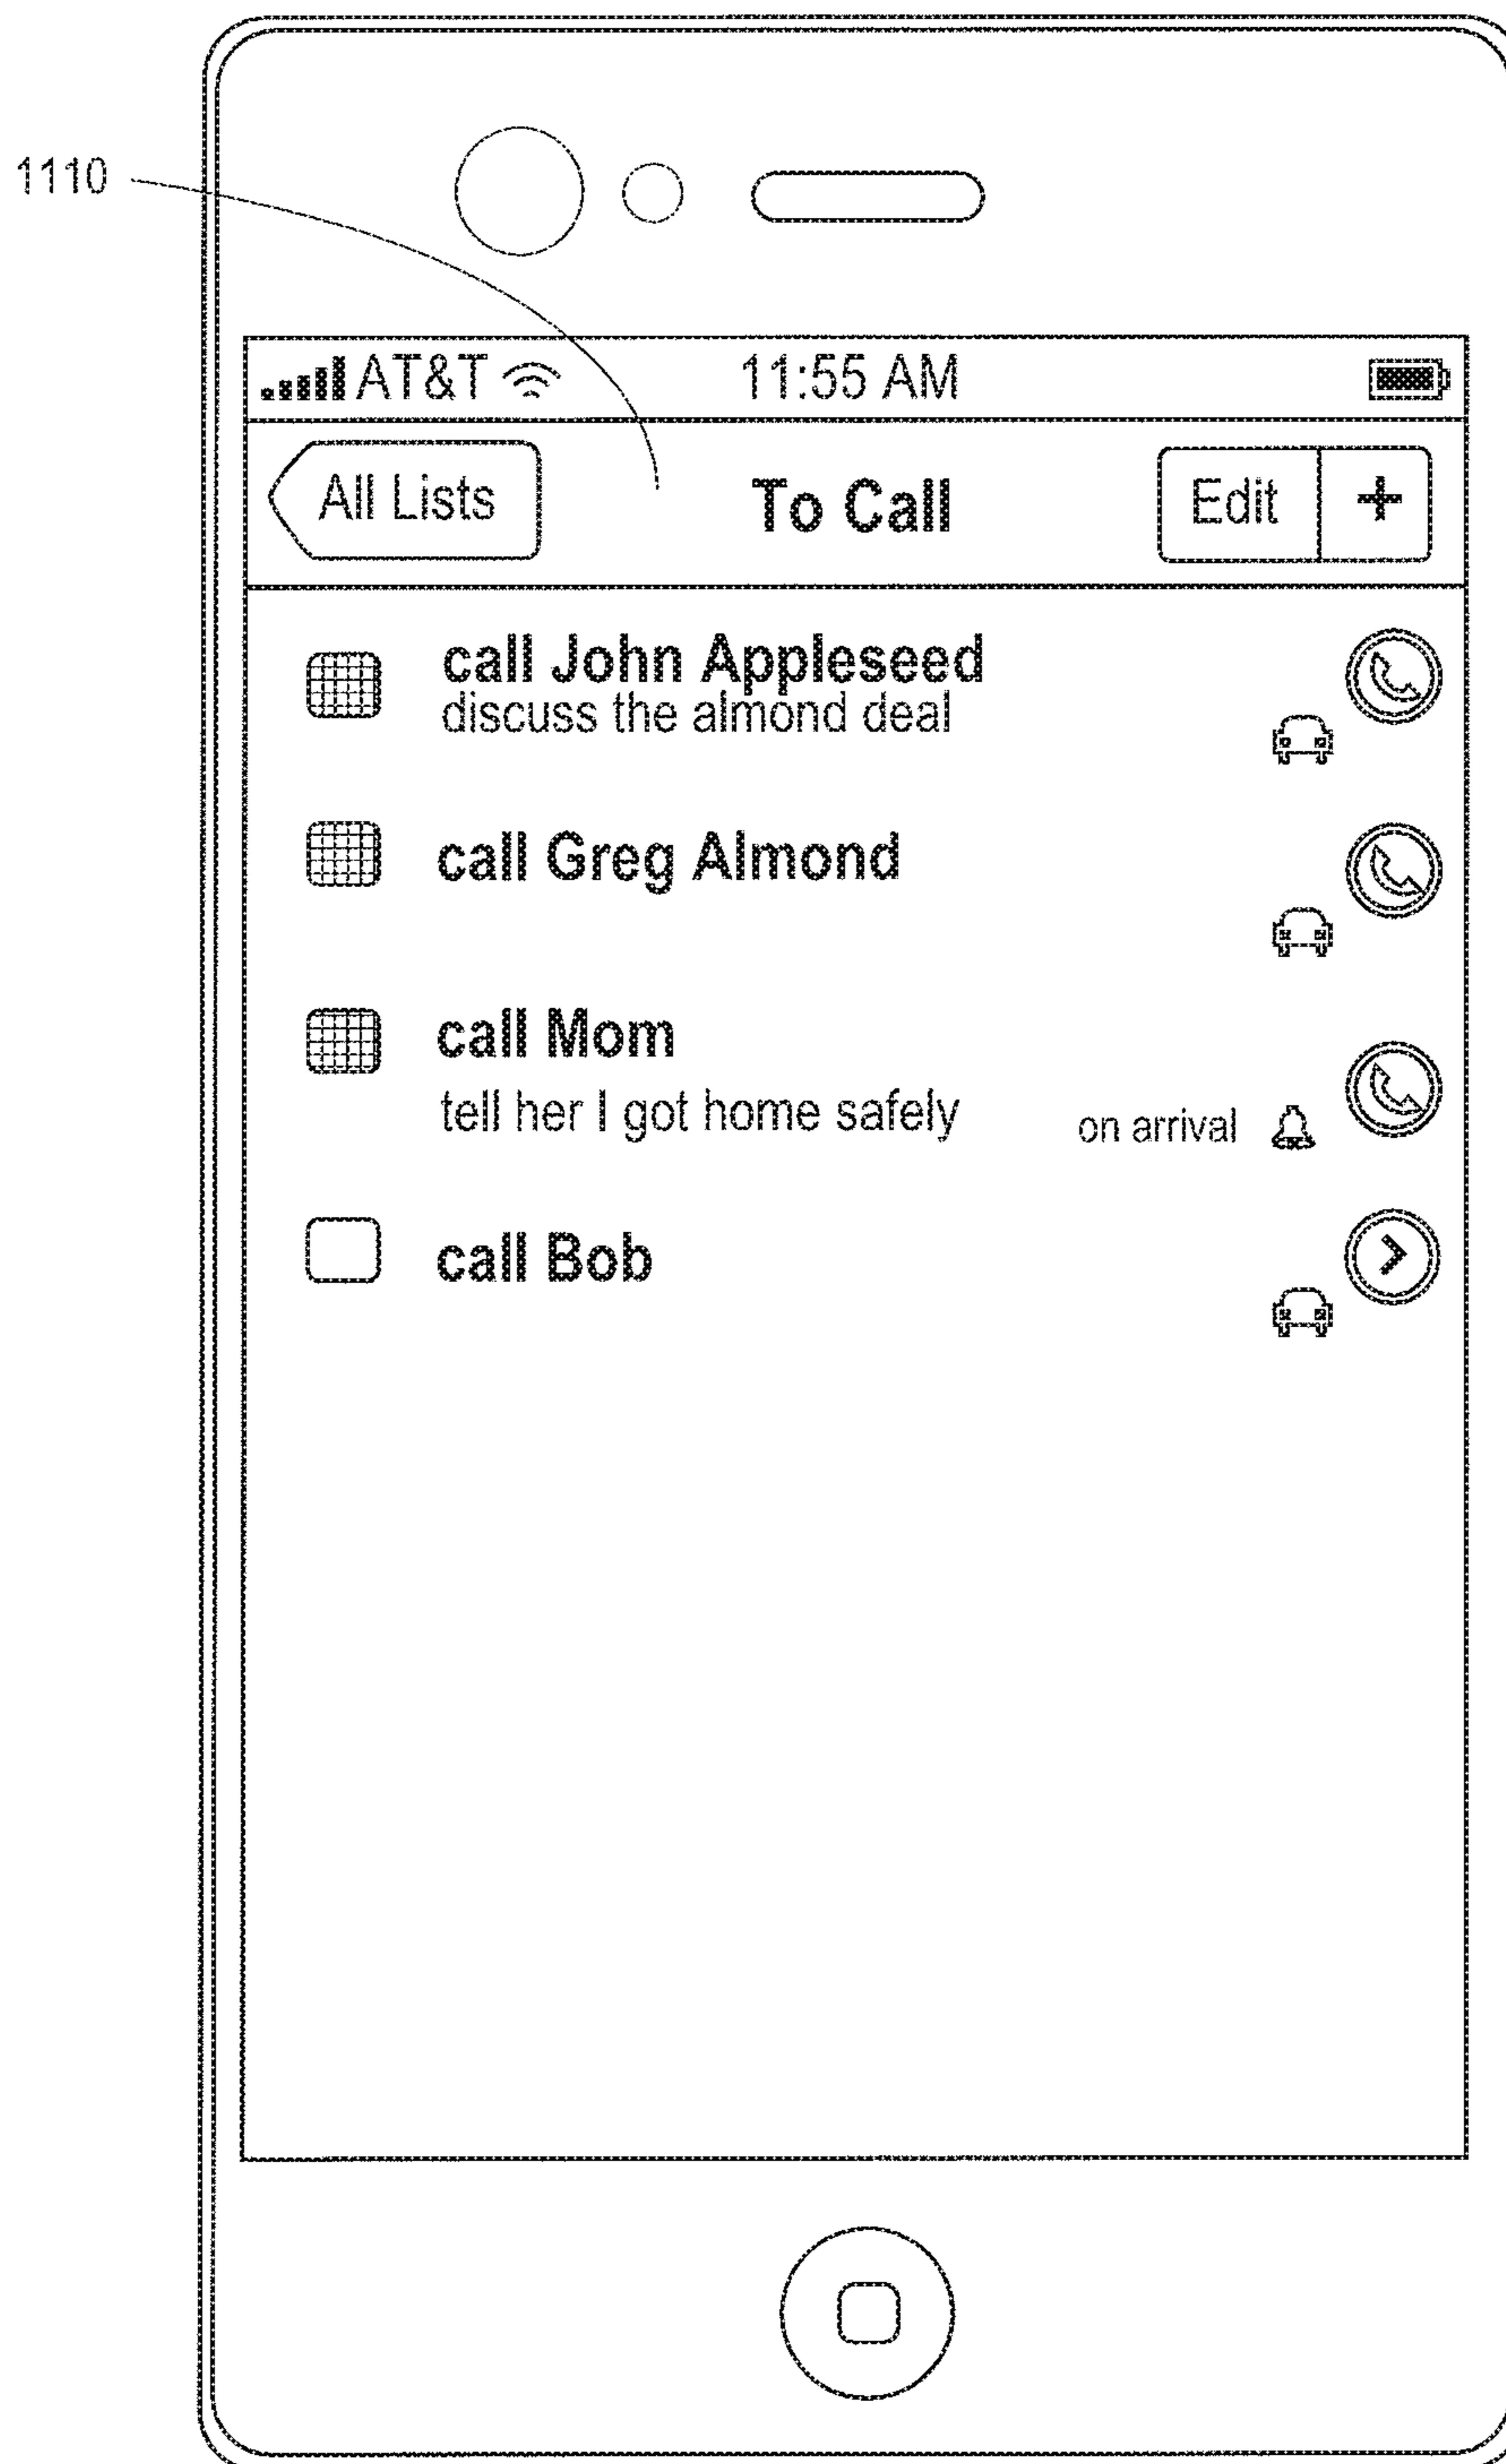 1110
AT&T 11:55 AM
All Lists To Call Edit +
call John Appleseed
discuss the almond deal
call Greg Almond
call Mom
tell her I got home safely on arrival
call Bob